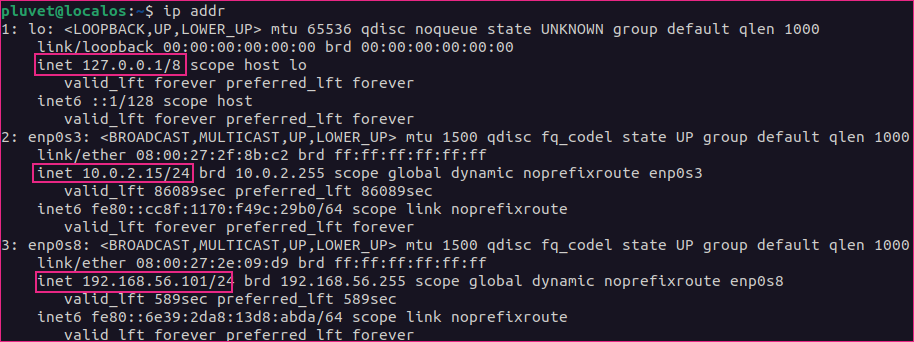 pluvet@localos:~$ ip addr
1: lo: <LOOPBACK,UP,LOWER_UP> mtu 65536 qdisc noqueue state UNKNOWN group default qlen 1000
    link/loopback 00:00:00:00:00:00 brd 00:00:00:00:00:00
    inet 127.0.0.1/8 scope host lo
       valid_lft forever preferred_lft forever
    inet6 ::1/128 scope host
       valid_lft forever preferred_lft forever
2: enp0s3: <BROADCAST,MULTICAST,UP,LOWER_UP> mtu 1500 qdisc fq_codel state UP group default qlen 1000
    link/ether 08:00:27:2f:8b:c2 brd ff:ff:ff:ff:ff:ff
    inet 10.0.2.15/24 brd 10.0.2.255 scope global dynamic noprefixroute enp0s3
       valid_lft 86089sec preferred_lft 86089sec
    inet6 fe80::cc8f:1170:f49c:29b0/64 scope link noprefixroute
       valid_lft forever preferred_lft forever
3: enp0s8: <BROADCAST,MULTICAST,UP,LOWER_UP> mtu 1500 qdisc fq_codel state UP group default qlen 1000
    link/ether 08:00:27:2e:09:d9 brd ff:ff:ff:ff:ff:ff
    inet 192.168.56.101/24 brd 192.168.56.255 scope global dynamic noprefixroute enp0s8
       valid_lft 589sec preferred_lft 589sec
    inet6 fe80::6e39:2da8:13d8:abda/64 scope link noprefixroute
       valid_lft forever preferred_lft forever